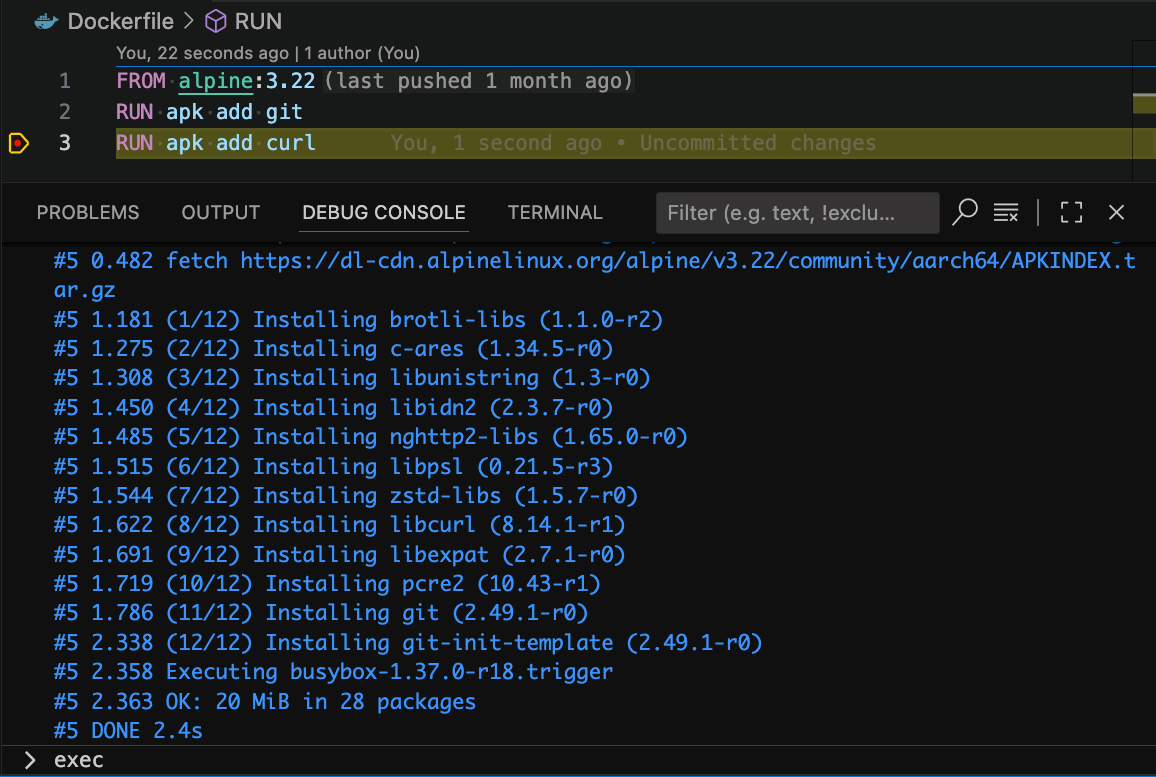 Dockerfile > RUN
You, 22 seconds ago | 1 author (You)
1 FROM alpine:3.22 (last pushed 1 month ago)
2 RUN apk add git
3 RUN apk add curl You, 1 second ago • Uncommitted changes
PROBLEMS OUTPUT DEBUG CONSOLE TERMINAL Filter (e.g. text, !exclu...
#5 0.482 fetch https://dl-cdn.alpinelinux.org/alpine/v3.22/community/aarch64/APKINDEX.t
ar.gz
#5 1.181 (1/12) Installing brotli-libs (1.1.0-r2)
#5 1.275 (2/12) Installing c-ares (1.34.5-r0)
#5 1.308 (3/12) Installing libunistring (1.3-r0)
#5 1.450 (4/12) Installing libidn2 (2.3.7-r0)
#5 1.485 (5/12) Installing nghttp2-libs (1.65.0-r0)
#5 1.515 (6/12) Installing libpsl (0.21.5-r3)
#5 1.544 (7/12) Installing zstd-libs (1.5.7-r0)
#5 1.622 (8/12) Installing libcurl (8.14.1-r1)
#5 1.691 (9/12) Installing libexpat (2.7.1-r0)
#5 1.719 (10/12) Installing pcre2 (10.43-r1)
#5 1.786 (11/12) Installing git (2.49.1-r0)
#5 2.338 (12/12) Installing git-init-template (2.49.1-r0)
#5 2.358 Executing busybox-1.37.0-r18.trigger
#5 2.363 OK: 20 MiB in 28 packages
#5 DONE 2.4s
> exec